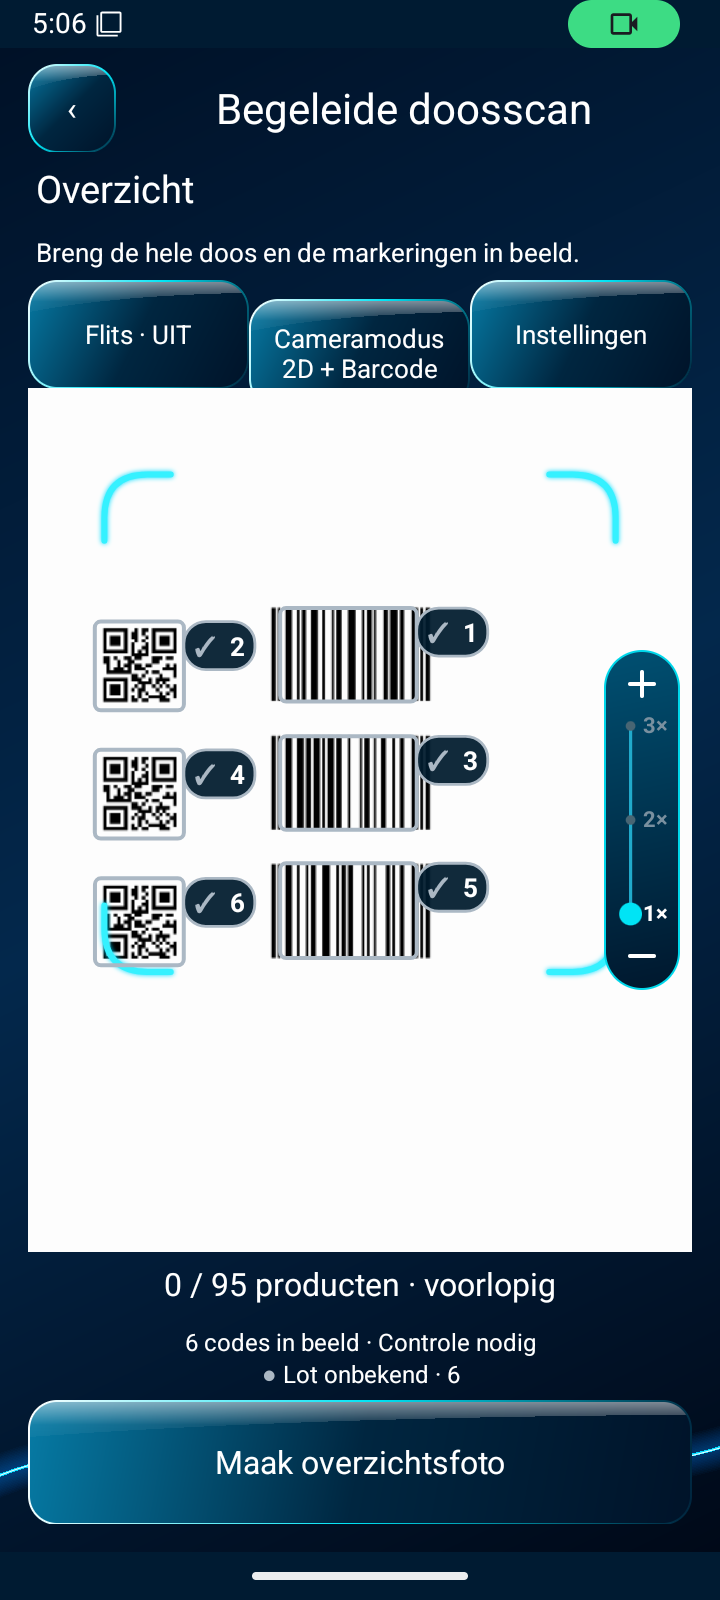 5:06
‹
Begeleide doosscan
Overzicht
Breng de hele doos en de markeringen in beeld.
Flits · UIT
Cameramodus
2D + Barcode
Instellingen
✓ 2
✓ 1
✓ 4
✓ 3
✓ 6
✓ 5
+
3×
2×
1×
−
0 / 95 producten · voorlopig
6 codes in beeld · Controle nodig
● Lot onbekend · 6
Maak overzichtsfoto